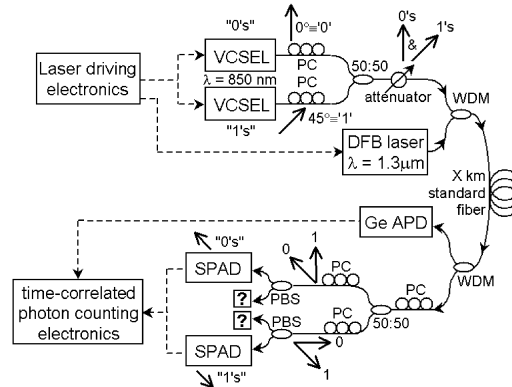 "0's"
0°≡'0'
0's
&
1's
Laser driving
electronics
VCSEL
PC
λ = 850 nm
PC
50:50
attenuator
VCSEL
"1's"
45°≡'1'
WDM
DFB laser
λ = 1.3μm
X km
standard
fiber
Ge APD
"0's"
0
1
PC
SPAD
WDM
time-correlated
photon counting
electronics
?
PBS
PC
?
PBS
PC
50:50
SPAD
0
1
"1's"